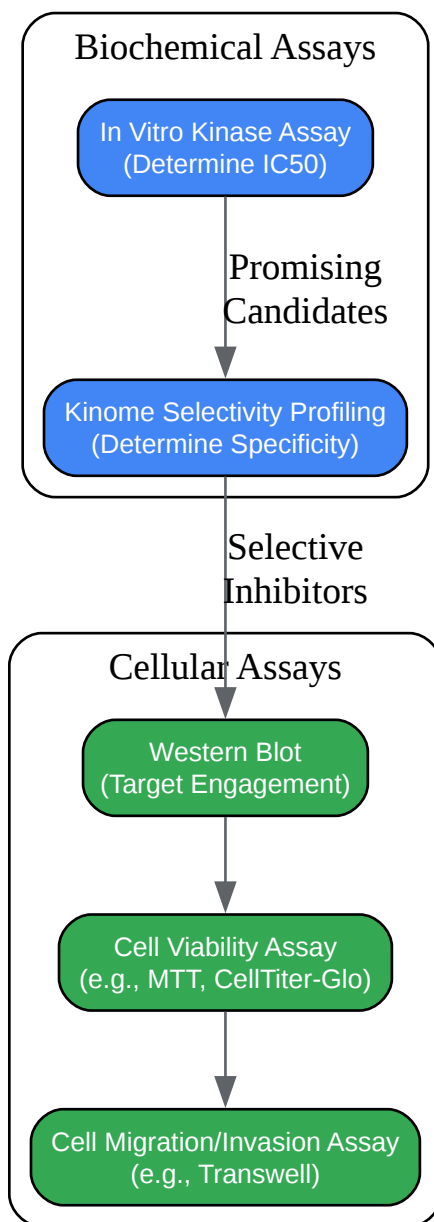 Biochemical Assays
In Vitro Kinase Assay
(Determine IC50)
Promising
Candidates
Kinome Selectivity Profiling
(Determine Specificity)
Selective
Inhibitors
Cellular Assays
Western Blot
(Target Engagement)
Cell Viability Assay
(e.g., MTT, CellTiter-Glo)
Cell Migration/Invasion Assay
(e.g., Transwell)